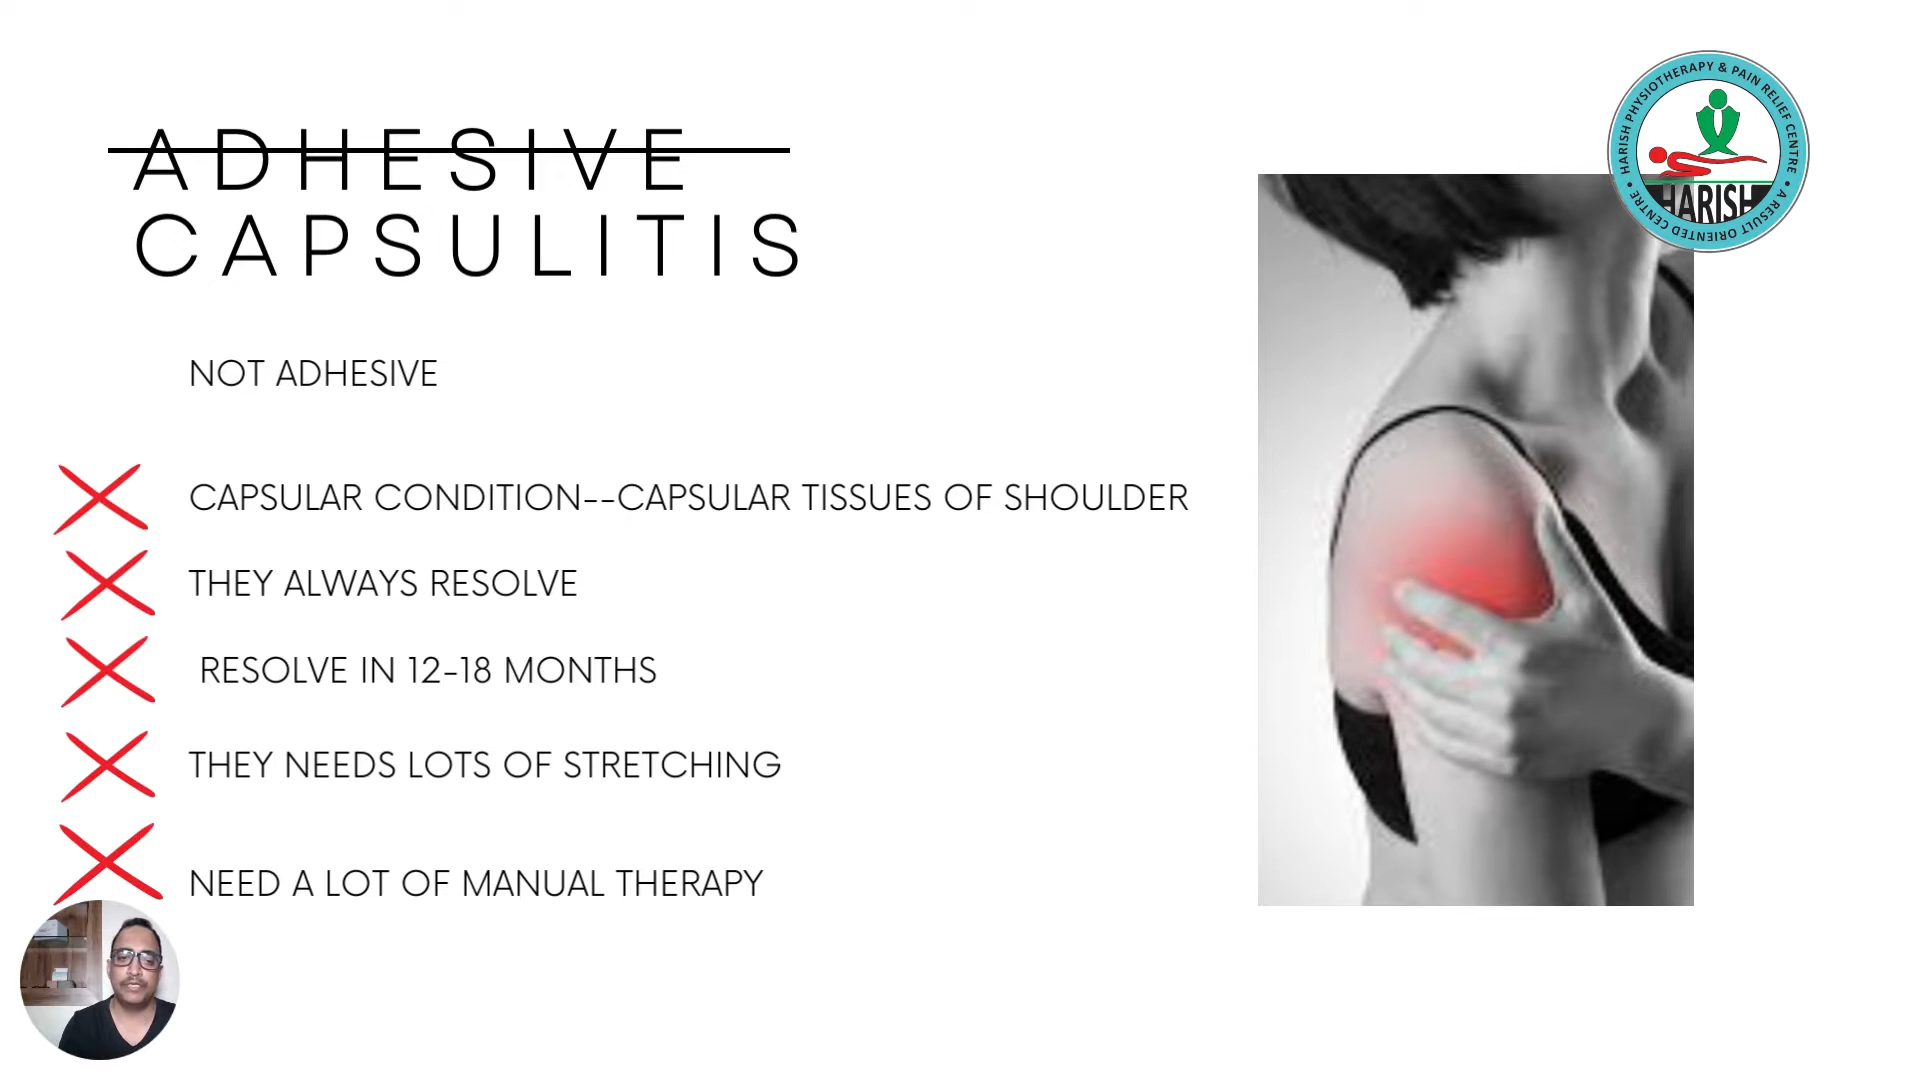 ADHESIVE
CAPSULITIS
NOT ADHESIVE
CAPSULAR CONDITION--CAPSULAR TISSUES OF SHOULDER
THEY ALWAYS RESOLVE
RESOLVE IN 12-18 MONTHS
THEY NEEDS LOTS OF STRETCHING
NEED A LOT OF MANUAL THERAPY
HARISH PHYSIOTHERAPY & PAIN RELIEF CENTRE
HARISH
A RESULT ORIENTED CENTRE